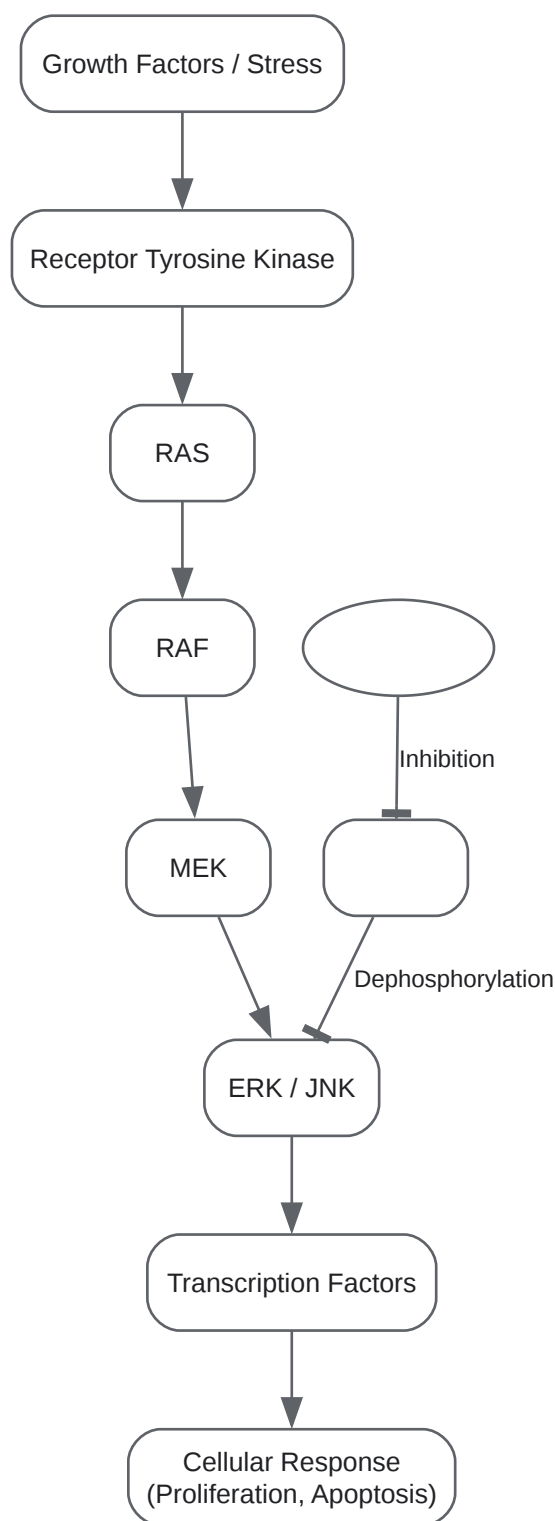 Growth Factors / Stress
Receptor Tyrosine Kinase
RAS
RAF
Inhibition
MEK
Dephosphorylation
ERK / JNK
Transcription Factors
Cellular Response
(Proliferation, Apoptosis)